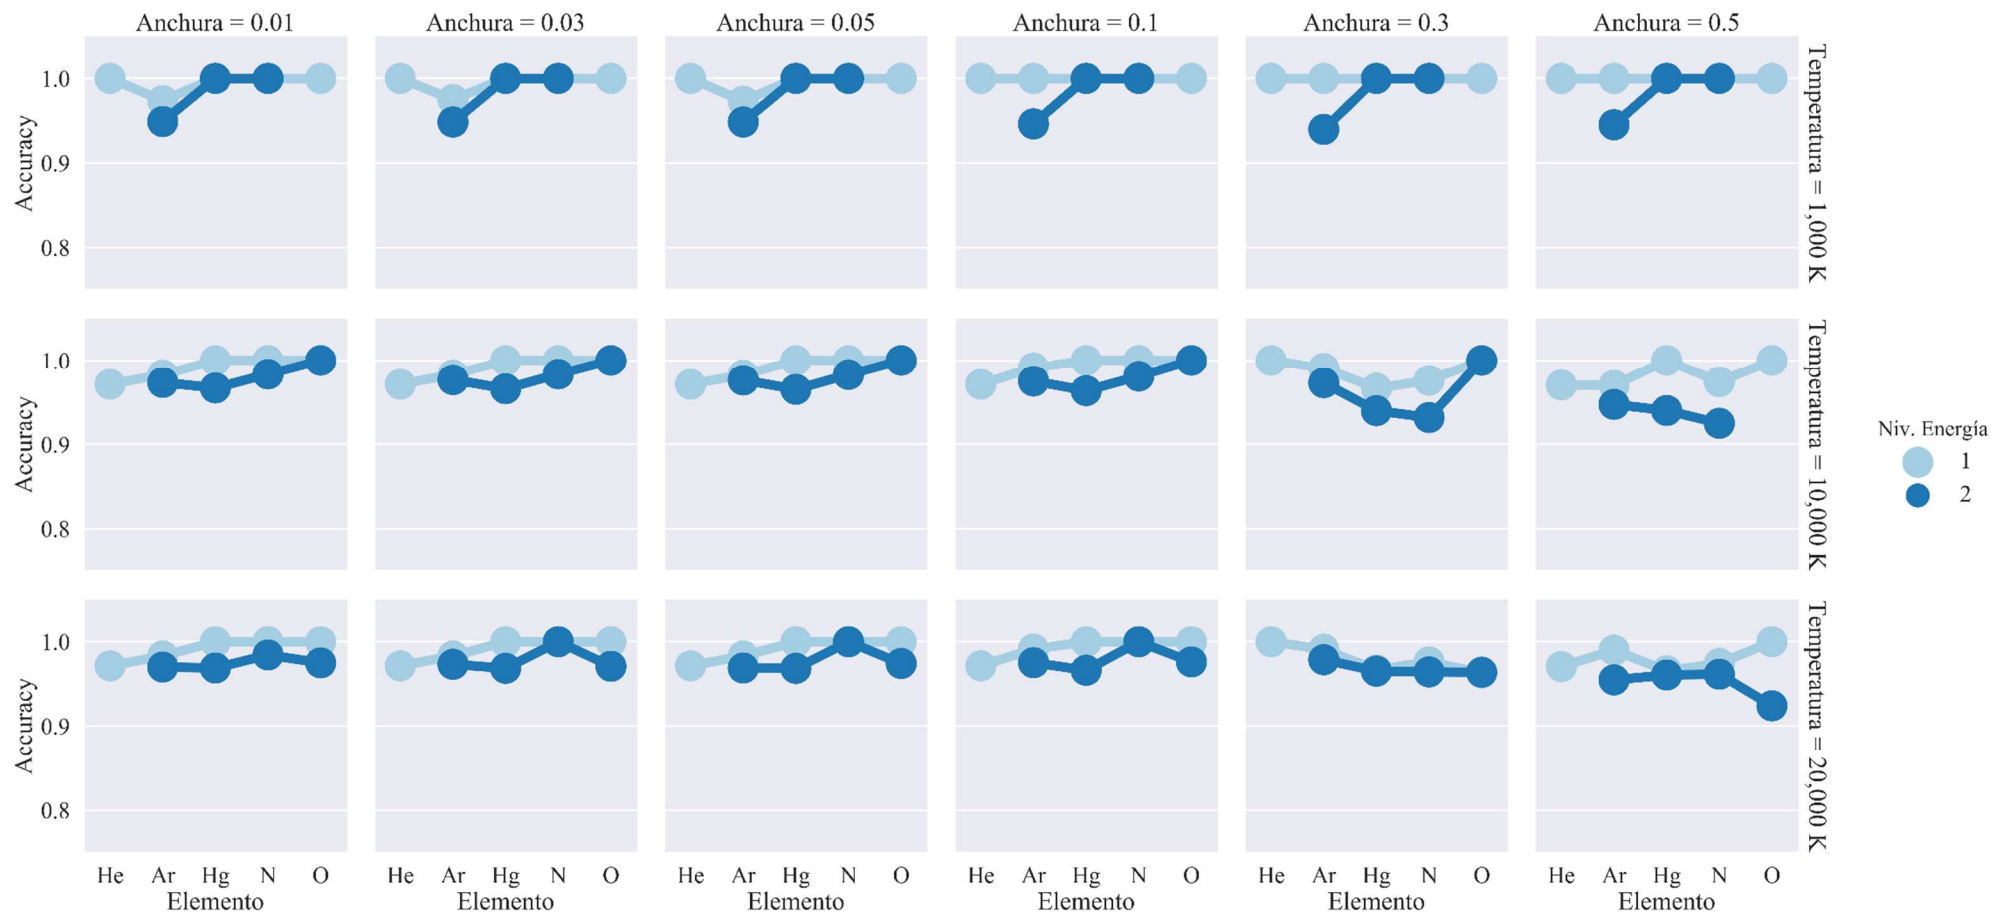 Anchura = 0.01
Anchura = 0.03
Anchura = 0.05
Anchura = 0.1
Anchura = 0.3
Anchura = 0.5
1.0
0.9
0.8
Accuracy
Temperatura = 1,000 K
1.0
0.9
0.8
Accuracy
Temperatura = 10,000 K
Niv. Energía
1
2
1.0
0.9
0.8
Accuracy
Temperatura = 20,000 K
He Ar Hg N O
He Ar Hg N O
He Ar Hg N O
He Ar Hg N O
He Ar Hg N O
He Ar Hg N O
Elemento
Elemento
Elemento
Elemento
Elemento
Elemento